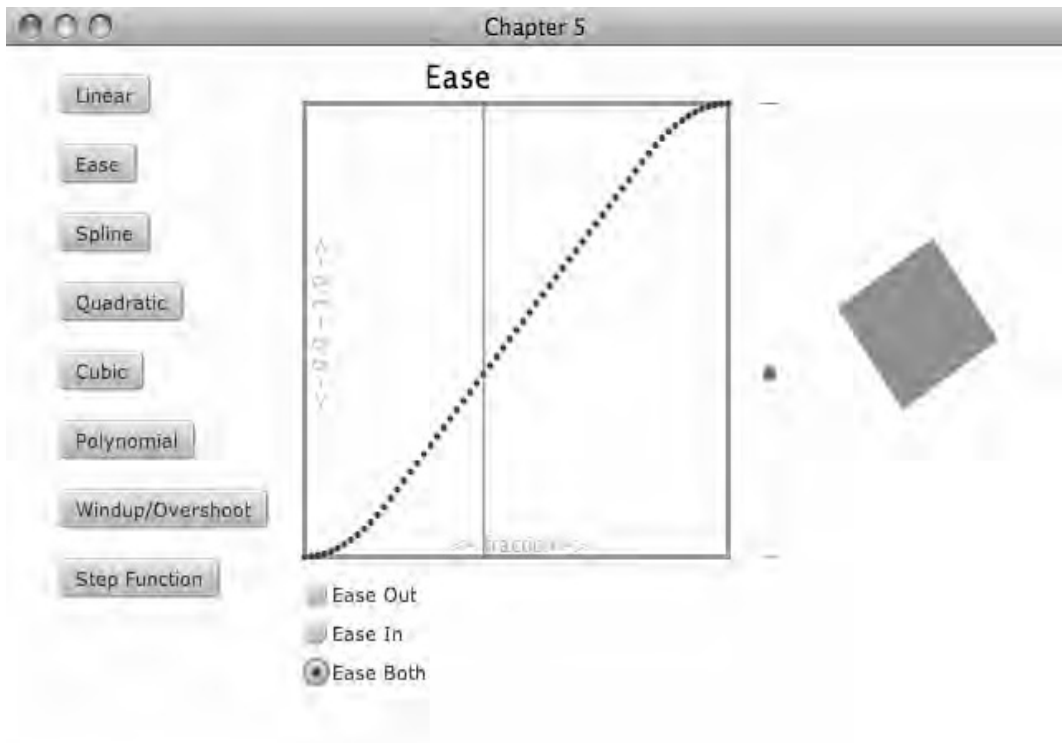 Chapter 5
Ease
Linear
Ease
Spline
Quadratic
Cubic
Polynomial
Windup/Overshoot
Step Function
<- fraction ->
Ease Out
Ease In
Ease Both